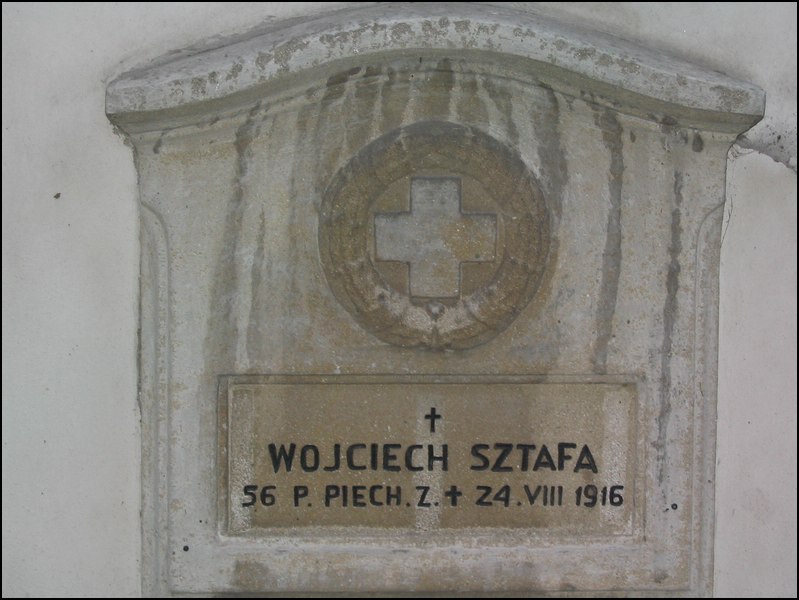 ✝
WOJCIECH SZTAFA
56 P. PIECH. Z. ✝ 24. VIII 1916